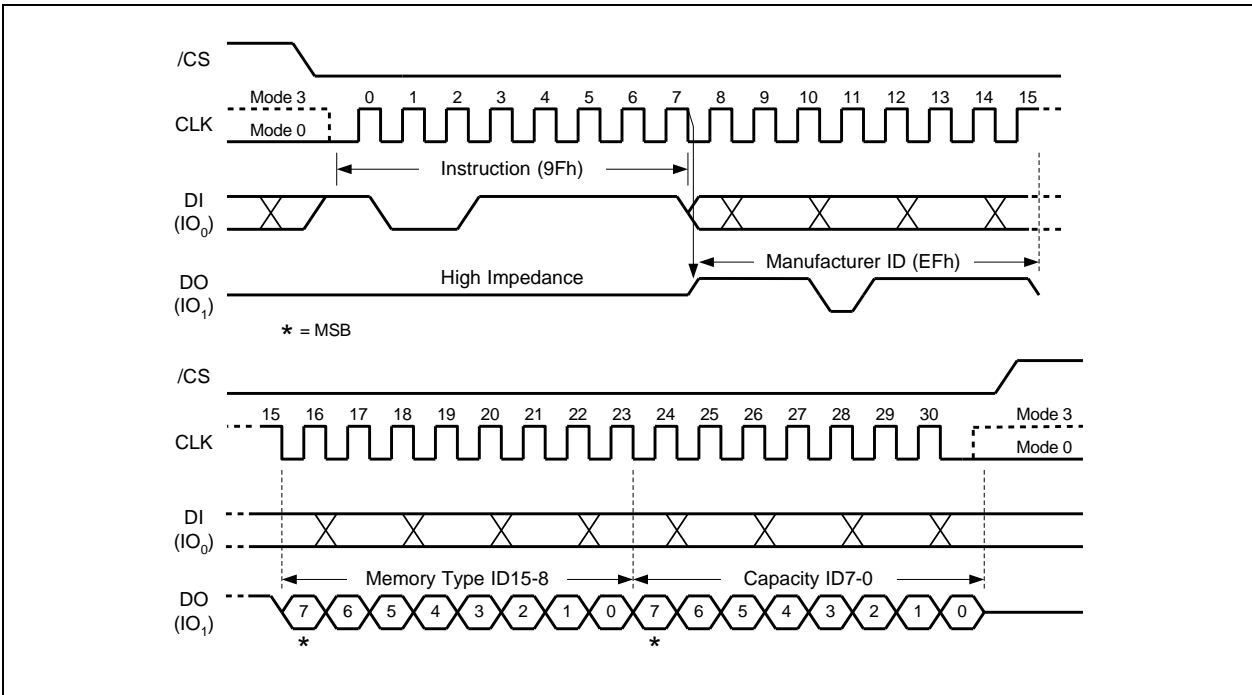 /CS
Mode 3 0 1 2 3 4 5 6 7 8 9 10 11 12 13 14 15
CLK
Mode 0
Instruction (9Fh)
DI
(IO0)
Manufacturer ID (EFh)
High Impedance
DO
(IO1)
* = MSB
/CS
15 16 17 18 19 20 21 22 23 24 25 26 27 28 29 30 Mode 3
CLK
Mode 0
DI
(IO0)
Memory Type ID15-8 Capacity ID7-0
DO
7 6 5 4 3 2 1 0 7 6 5 4 3 2 1 0
(IO1)
* *